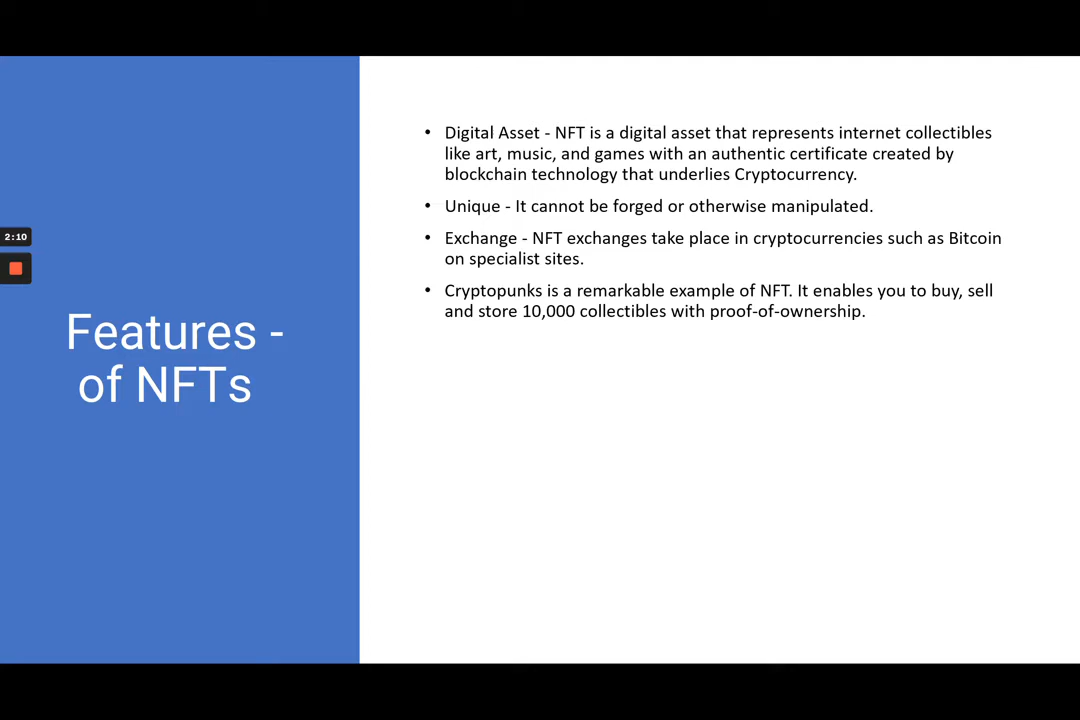 2:10
Features -
of NFTs
• Digital Asset - NFT is a digital asset that represents internet collectibles
like art, music, and games with an authentic certificate created by
blockchain technology that underlies Cryptocurrency.
• Unique - It cannot be forged or otherwise manipulated.
• Exchange - NFT exchanges take place in cryptocurrencies such as Bitcoin
on specialist sites.
• Cryptopunks is a remarkable example of NFT. It enables you to buy, sell
and store 10,000 collectibles with proof-of-ownership.